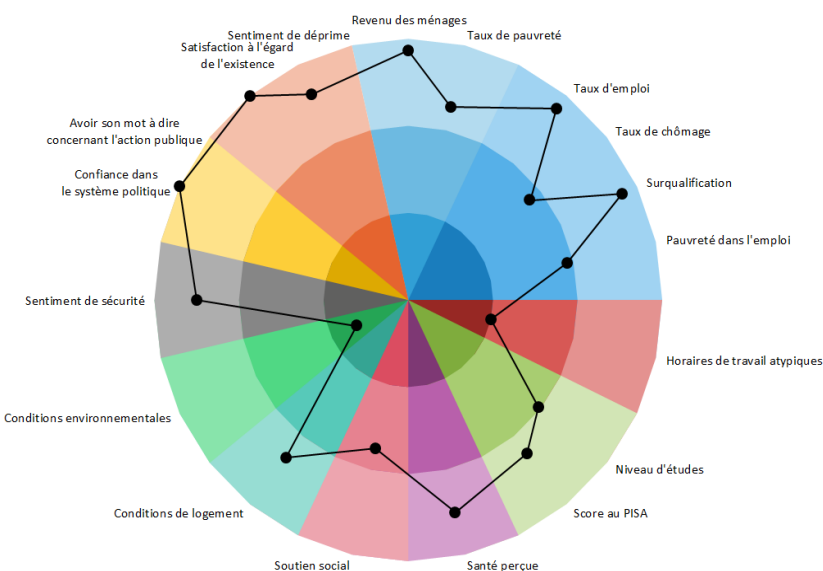 Revenu des ménages
Sentiment de déprime
Taux de pauvreté
Satisfaction à l'égard
de l'existence
Taux d'emploi
Avoir son mot à dire
concernant l'action publique
Taux de chômage
Confiance dans
le système politique
Surqualification
Pauvreté dans l'emploi
Sentiment de sécurité
Horaires de travail atypiques
Conditions environnementales
Niveau d'études
Conditions de logement
Score au PISA
Soutien social
Santé perçue